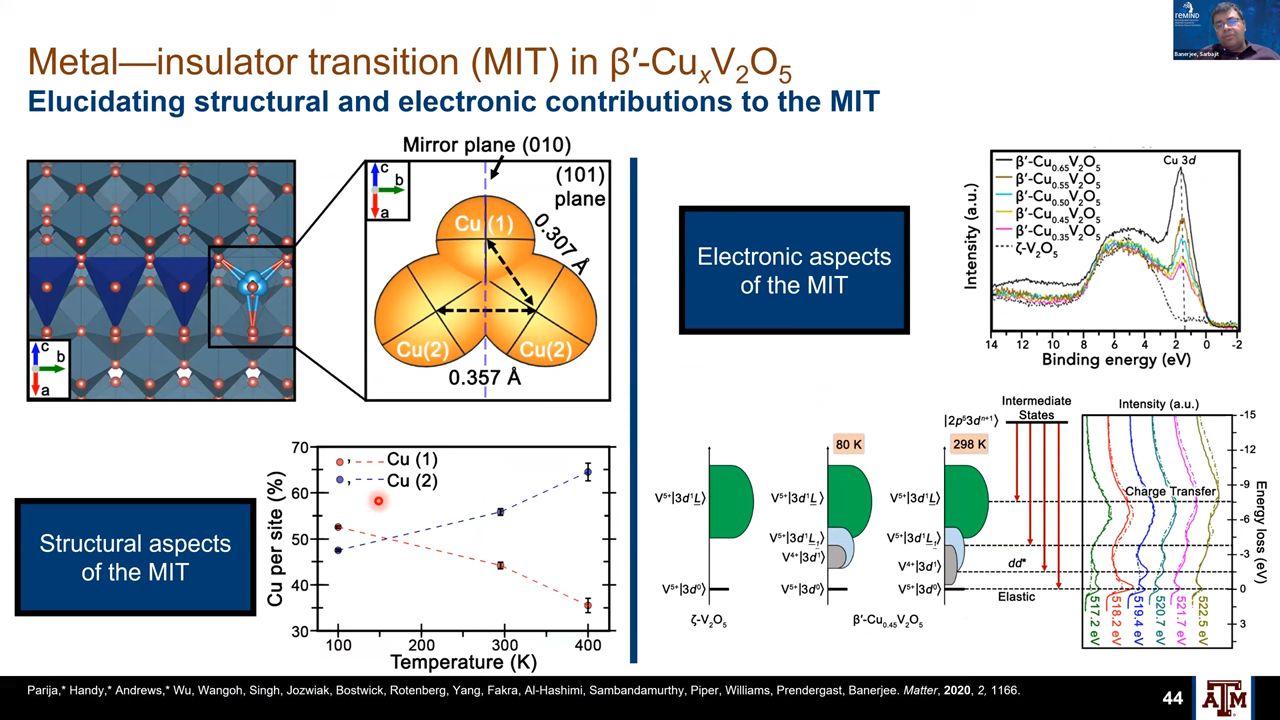 REMIND
Banerjee, Sarbajit
Metal—insulator transition (MIT) in β′-CuxV2O5
Elucidating structural and electronic contributions to the MIT
Mirror plane (010)
c
b
a
(101)
plane
Cu (1)
0.307 Å
Cu(2)
Cu(2)
0.357 Å
c
b
a
Structural aspects
of the MIT
Cu per site (%)
70
60
50
40
30
Cu (1)
Cu (2)
100
200
300
400
Temperature (K)
Electronic aspects
of the MIT
Intensity (a.u.)
β′-Cu0.65V2O5
β′-Cu0.55V2O5
β′-Cu0.50V2O5
β′-Cu0.45V2O5
β′-Cu0.35V2O5
ζ-V2O5
Cu 3d
14 12 10 8 6 4 2 0 -2
Binding energy (eV)
Intermediate
States
|2p⁵3dⁿ⁺¹⟩
Intensity (a.u.)
80 K
298 K
V⁵⁺|3d¹L⟩
V⁵⁺|3d⁰⟩
ζ-V2O5
V⁵⁺|3d¹L⟩
V⁵⁺|3d¹L⟩
V⁴⁺|3d¹⟩
V⁵⁺|3d⁰⟩
β′-Cu0.45V2O5
V⁵⁺|3d¹L⟩
V⁵⁺|3d¹L⟩
V⁴⁺|3d¹⟩
V⁵⁺|3d⁰⟩
Charge Transfer
dd*
Elastic
517.2 eV
518.2 eV
519.4 eV
520.7 eV
521.7 eV
522.5 eV
-15
-12
-9
-6
-3
0
3
Energy loss (eV)
Parija,* Handy,* Andrews,* Wu, Wangoh, Singh, Jozwiak, Bostwick, Rotenberg, Yang, Fakra, Al-Hashimi, Sambandamurthy, Piper, Williams, Prendergast, Banerjee. Matter, 2020, 2, 1166.
44
ATM